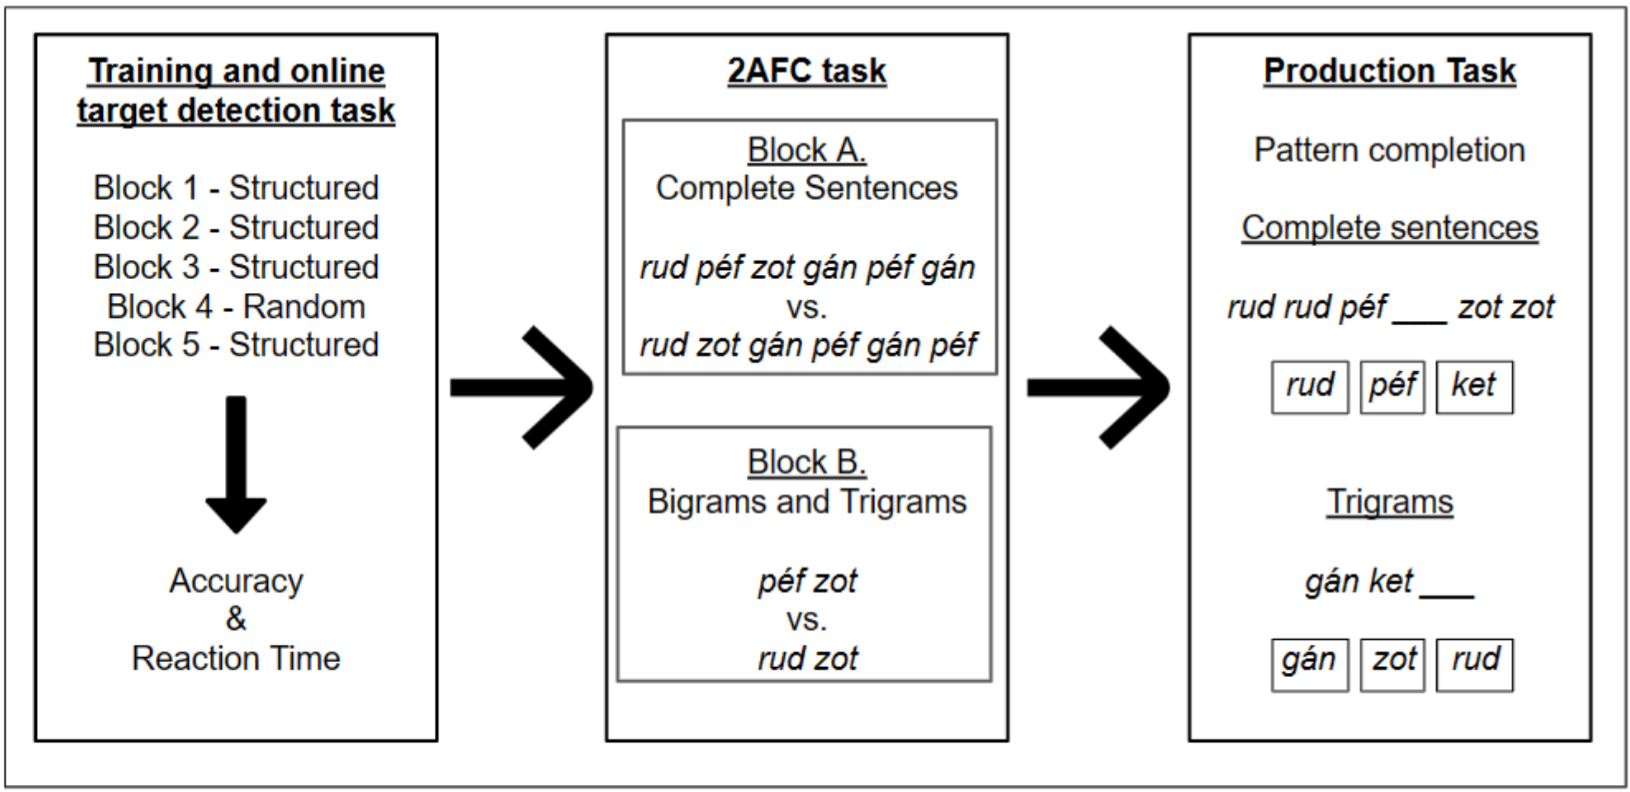 Training and online
target detection task
Block 1 - Structured
Block 2 - Structured
Block 3 - Structured
Block 4 - Random
Block 5 - Structured
Accuracy
&
Reaction Time
2AFC task
Block A.
Complete Sentences
rud péf zot gán péf gán
vs.
rud zot gán péf gán péf
Block B.
Bigrams and Trigrams
péf zot
vs.
rud zot
Production Task
Pattern completion
Complete sentences
rud rud péf ___ zot zot
rud péf ket
Trigrams
gán ket ___
gán zot rud